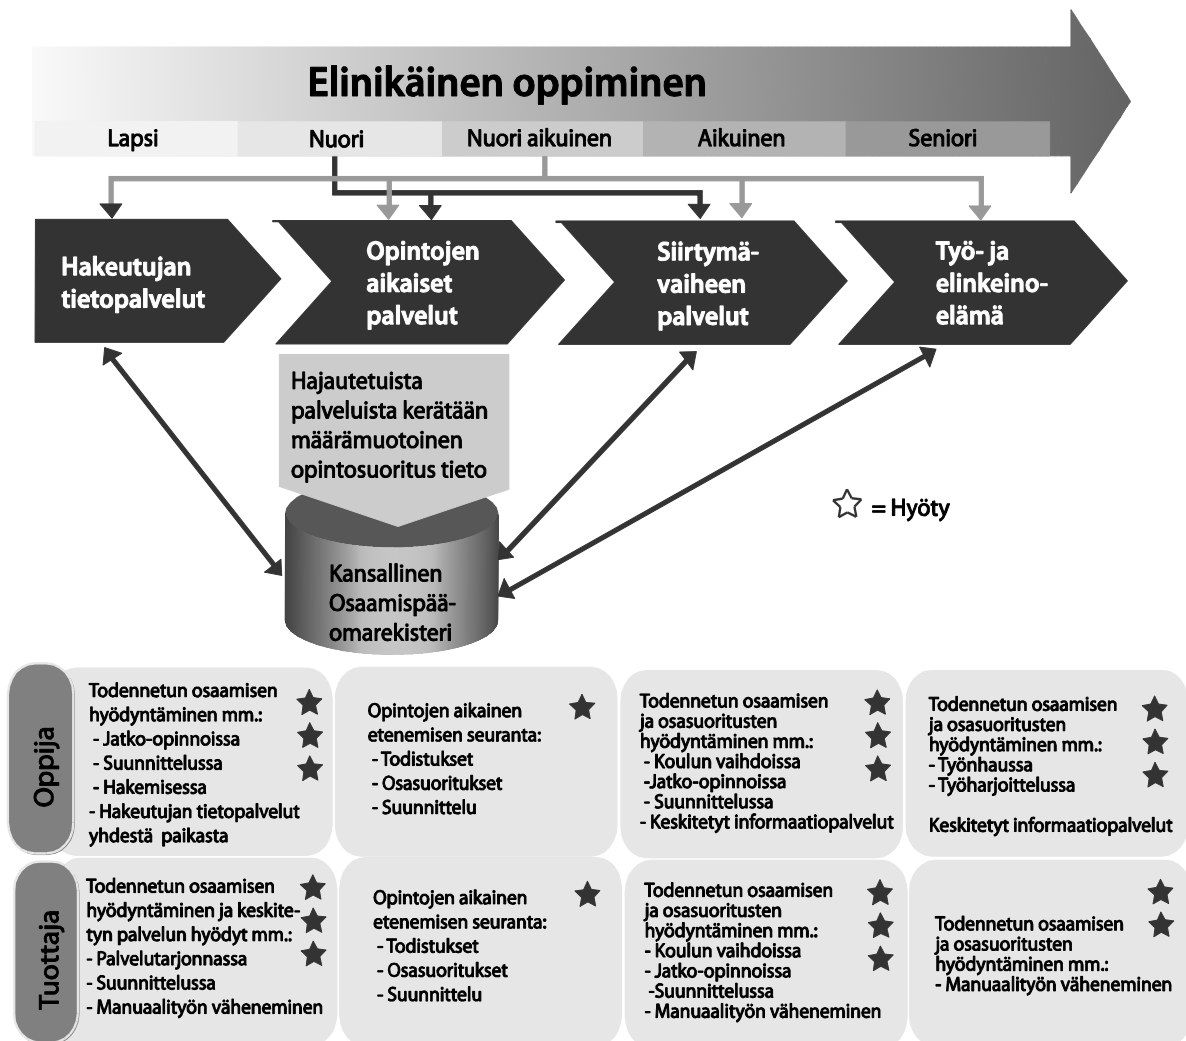 Elinikäinen oppiminen
Lapsi
Nuori
Nuori aikuinen
Aikuinen
Seniori
Hakeutujan
tietopalvelut
Opintojen
aikaiset
palvelut
Siirtymä-
vaiheen
palvelut
Työ- ja
elinkeino-
elämä
Hajautetuista
palveluista kerätään
määrämuotoinen
opintosuoritus tieto
= Hyöty
Kansallinen
Osaamispää-
omarekisteri
Oppija
Todennetun osaamisen
hyödyntäminen mm.:
- Jatko-opinnoissa
- Suunnittelussa
- Hakemisessa
- Hakeutujan tietopalvelut
yhdestä paikasta
Opintojen aikainen
etenemisen seuranta:
- Todistukset
- Osasuoritukset
- Suunnittelu
Todennetun osaamisen
ja osasuoritusten
hyödyntäminen mm.:
- Koulun vaihdoissa
-Jatko-opinnoissa
- Suunnittelussa
- Keskitetyt informaatiopalvelut
Todennetun osaamisen
ja osasuoritusten
hyödyntäminen mm.:
- Työnhaussa
- Työharjoittelussa
Keskitetyt informaatiopalvelut
Tuottaja
Todennetun osaamisen
hyödyntäminen ja keskite-
tyn palvelun hyödyt mm.:
- Palvelutarjonnassa
- Suunnittelussa
- Manuaalityön väheneminen
Opintojen aikainen
etenemisen seuranta:
- Todistukset
- Osasuoritukset
- Suunnittelu
Todennetun osaamisen
ja osasuoritusten
hyödyntäminen mm.:
- Koulun vaihdoissa
- Jatko-opinnoissa
-Suunnittelussa
- Manuaalityön väheneminen
Todennetun osaamisen
ja osasuoritusten
hyödyntäminen mm.:
- Manuaalityön väheneminen